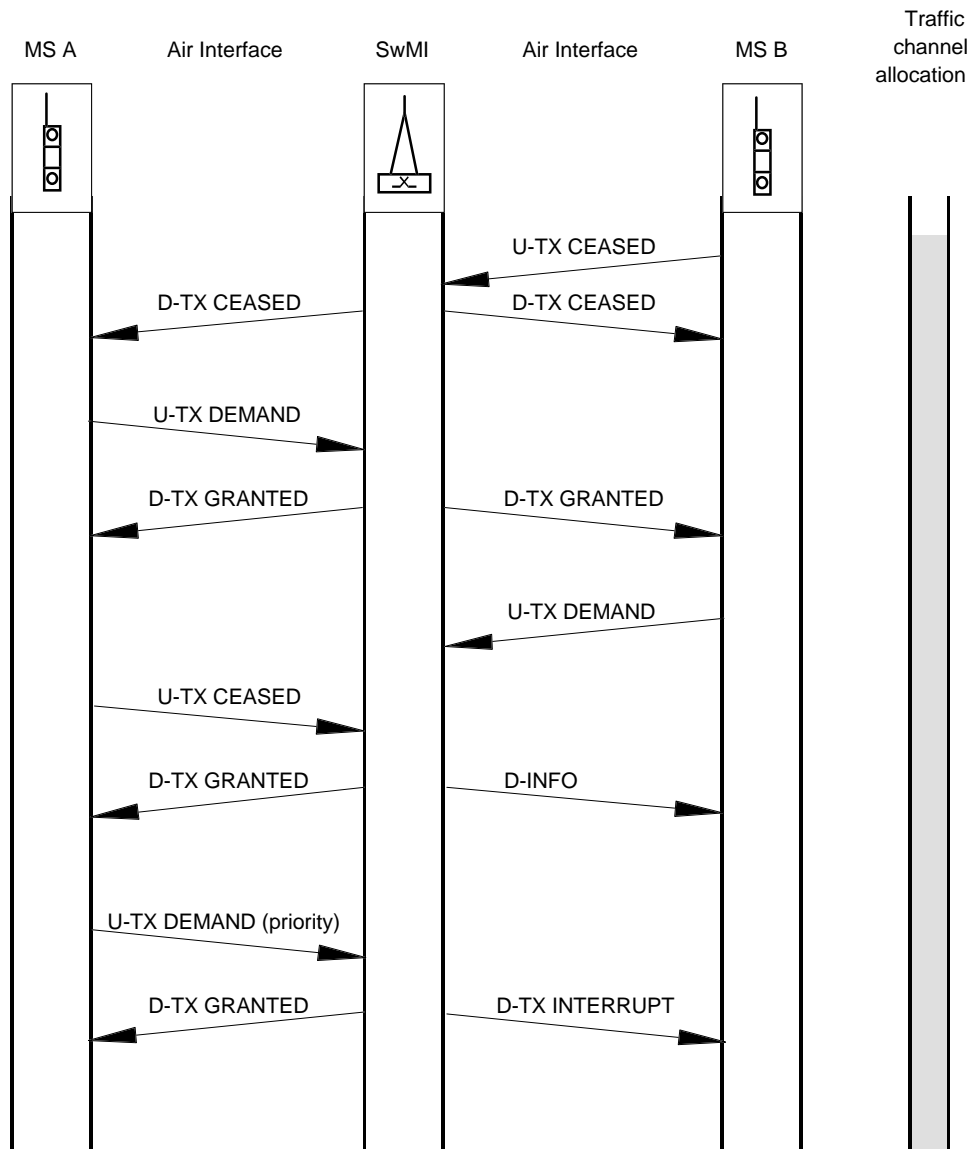 Traffic
channel
allocation
MS A Air Interface SwMI Air Interface MS B
U-TX CEASED
D-TX CEASED D-TX CEASED
U-TX DEMAND
D-TX GRANTED D-TX GRANTED
U-TX DEMAND
U-TX CEASED
D-TX GRANTED D-INFO
U-TX DEMAND (priority)
D-TX GRANTED D-TX INTERRUPT